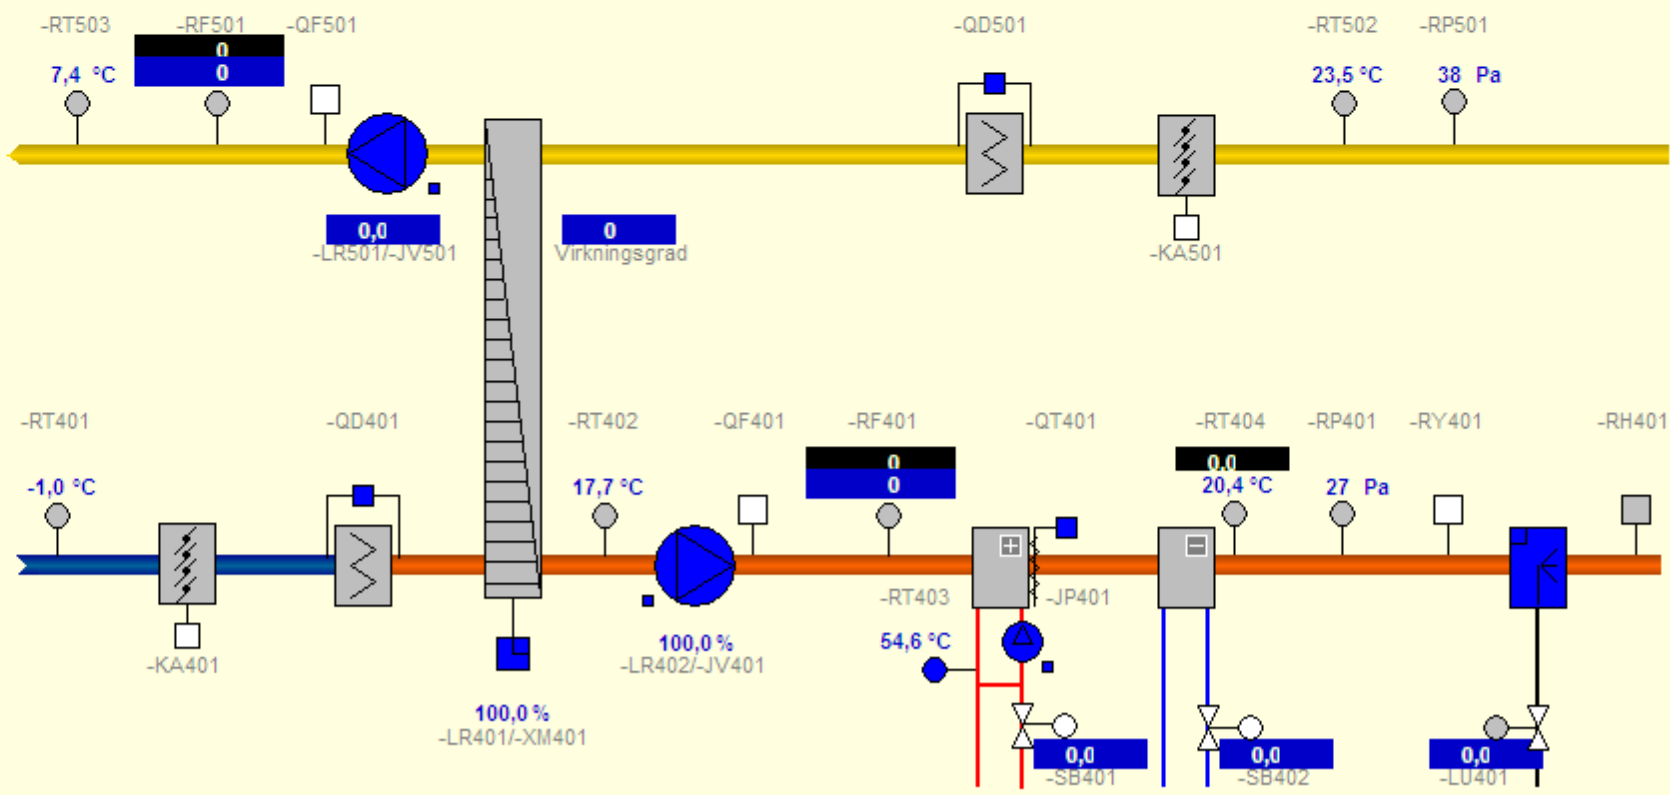 -RT503 -RF501 -QF501 -QD501 -RT502 -RP501
0
7,4 °C 0 23,5 °C 38 Pa
0,0 0
-LR501/-JV501 Virkningsgrad -KA501
-RT401 -QD401 -RT402 -QF401 -RF401 -QT401 -RT404 -RP401 -RY401 -RH401
0 0,0
-1,0 °C 17,7 °C 0 20,4 °C 27 Pa
-RT403 -JP401
100,0 % 54,6 °C
-KA401 -LR402/-JV401
100,0 %
-LR401/-XM401
0,0 0,0 0,0
-SB401 -SB402 -LU401